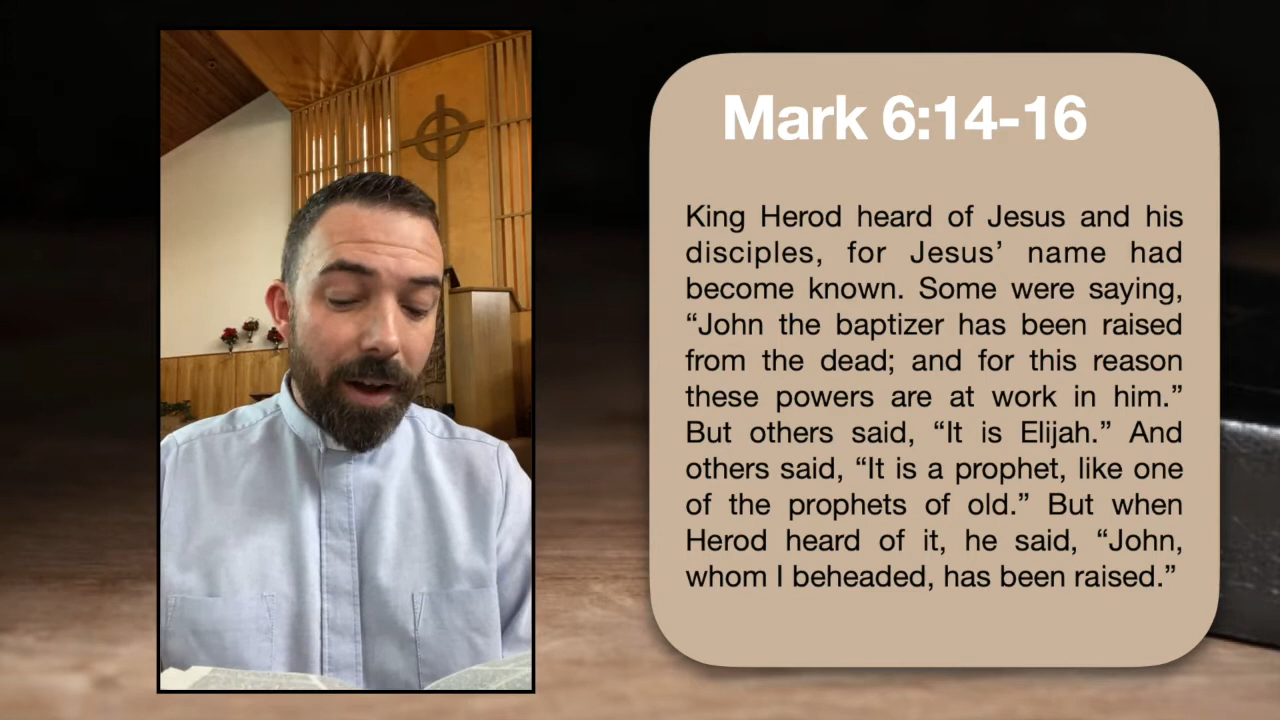 Mark 6:14-16
King Herod heard of Jesus and his
disciples, for Jesus’ name had
become known. Some were saying,
“John the baptizer has been raised
from the dead; and for this reason
these powers are at work in him.”
But others said, “It is Elijah.” And
others said, “It is a prophet, like one
of the prophets of old.” But when
Herod heard of it, he said, “John,
whom I beheaded, has been raised.”